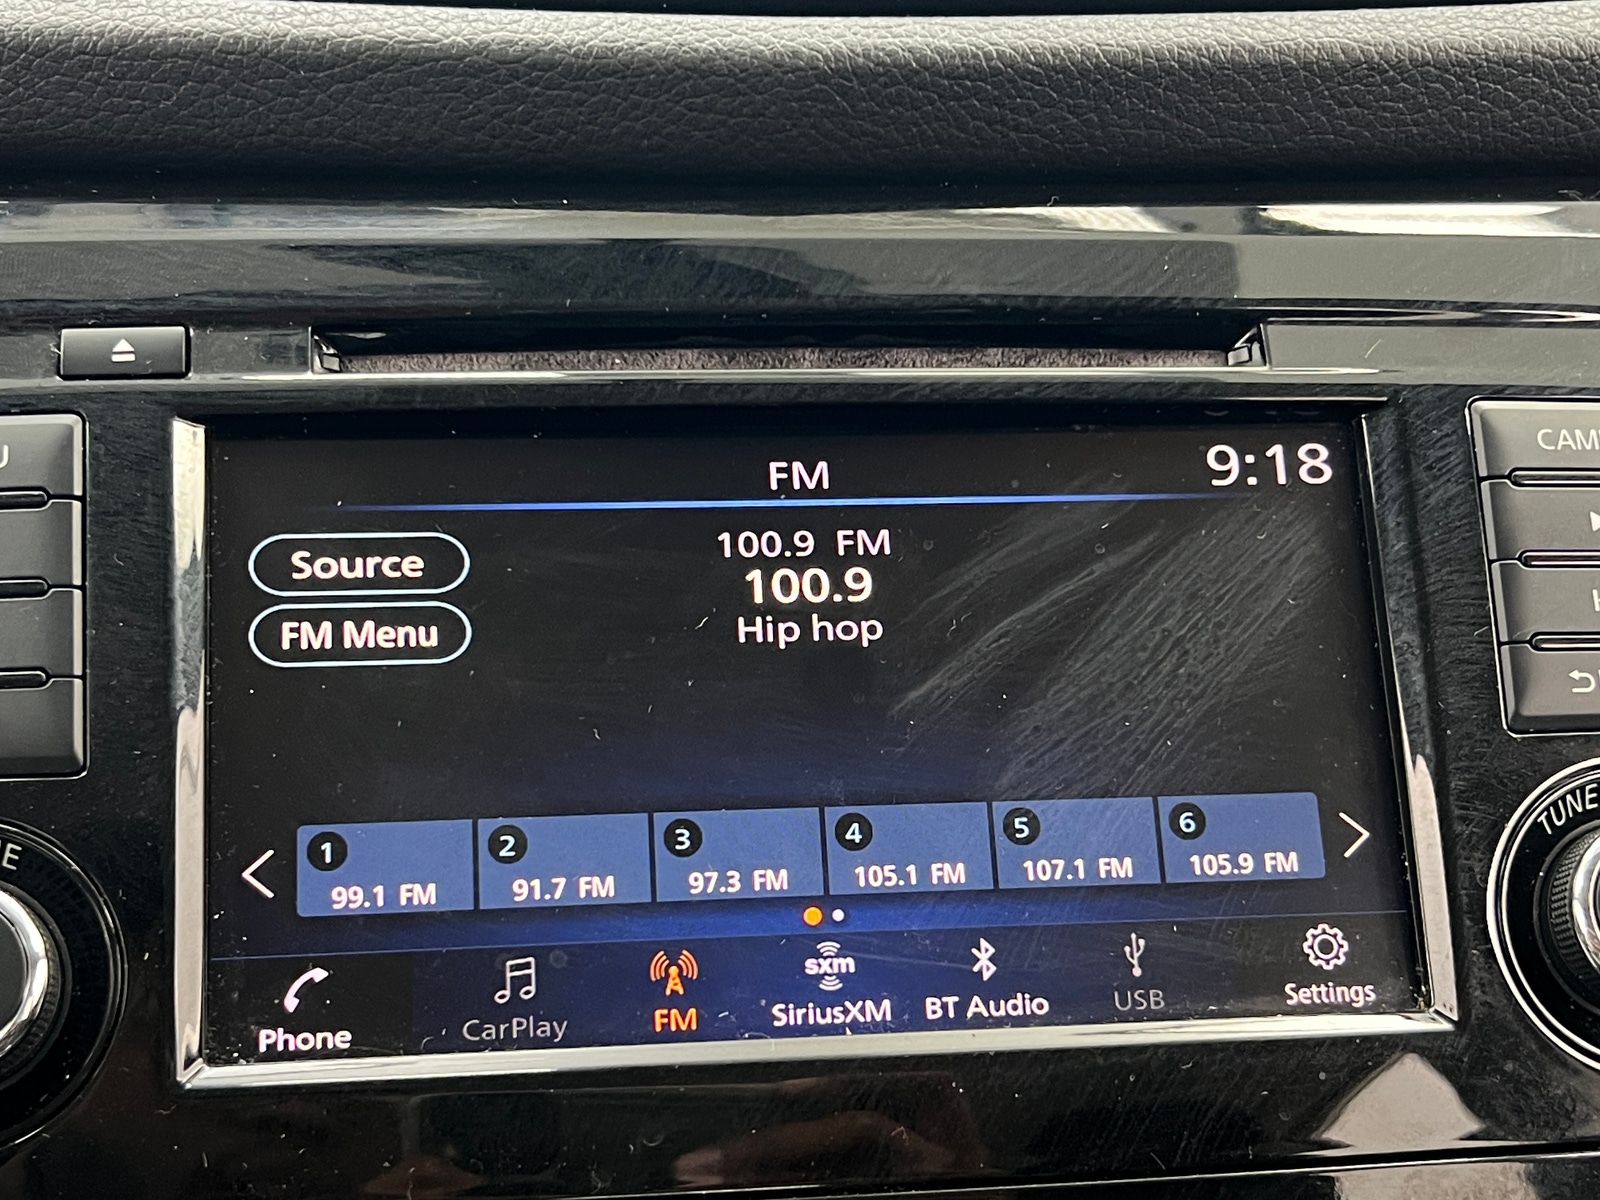 FM
9:18
Source
100.9 FM
100.9
FM Menu
Hip hop
1
2
3
4
5
6
99.1 FM
91.7 FM
97.3 FM
105.1 FM
107.1 FM
105.9 FM
Phone
CarPlay
FM
sxm
SiriusXM
BT Audio
USB
Settings
TUNE